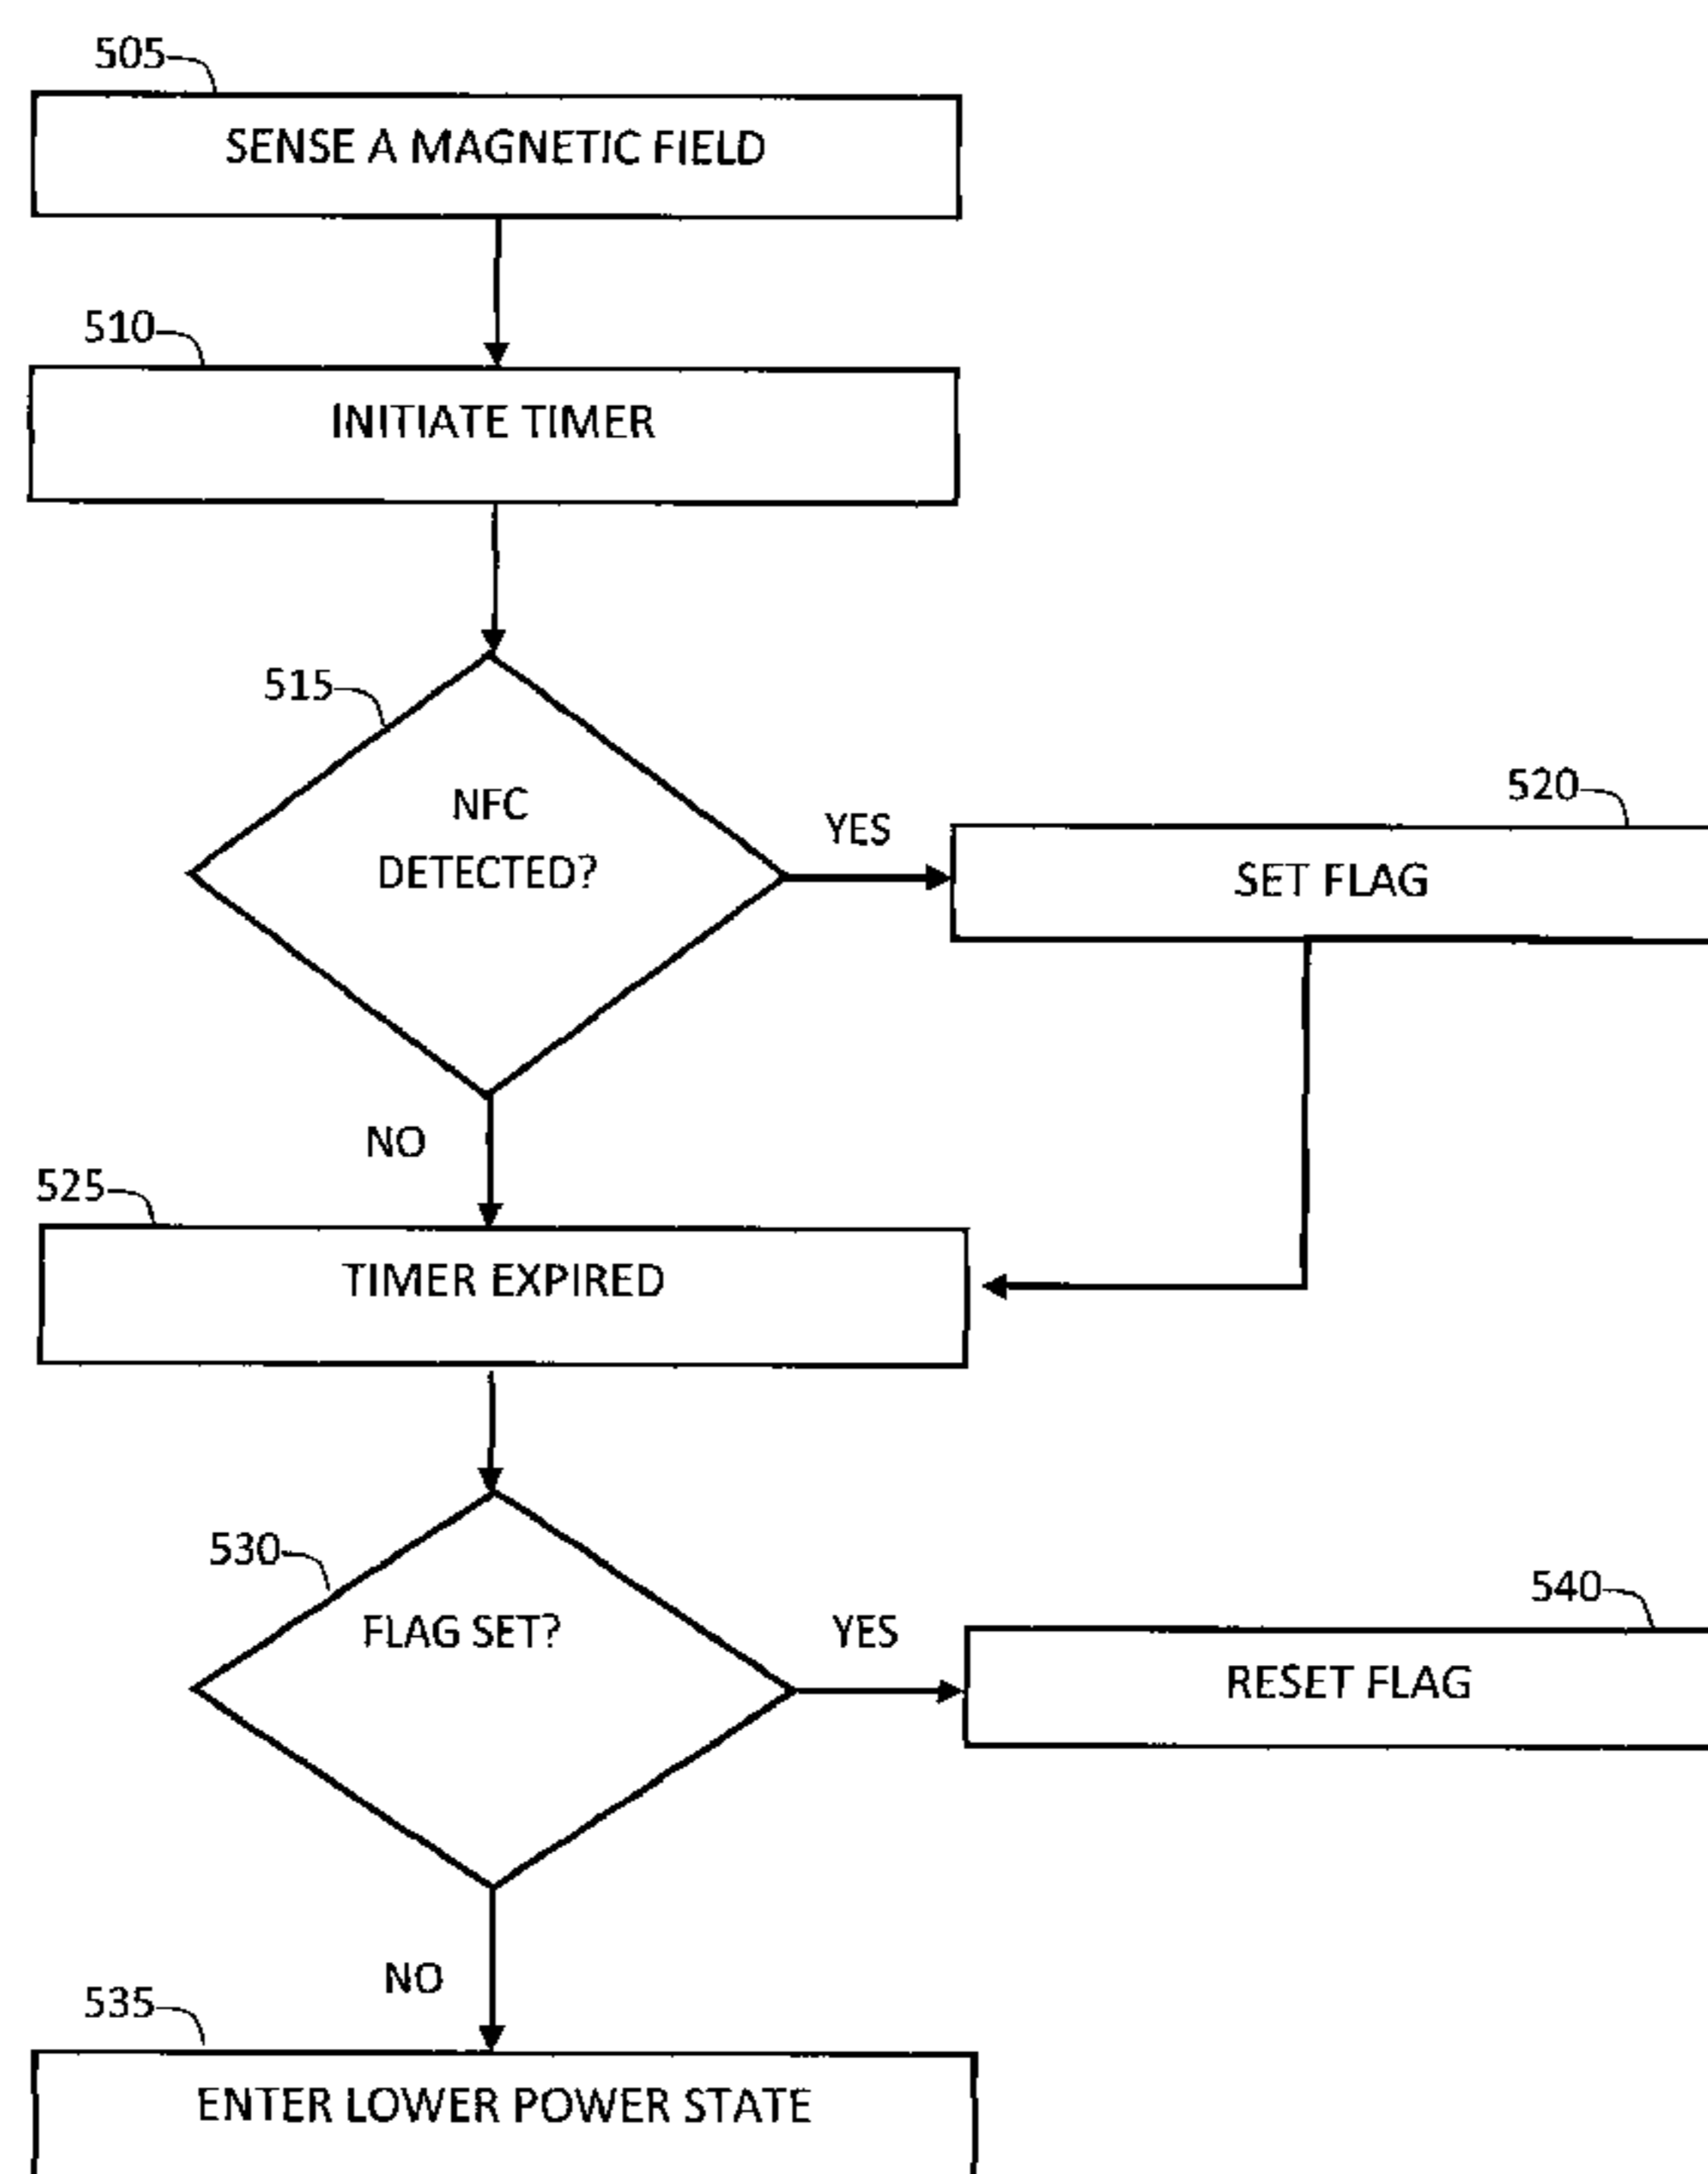 505
SENSE A MAGNETIC FIELD
510
INITIATE TIMER
515
NFC
DETECTED?
YES
520
SET FLAG
NO
525
TIMER EXPIRED
530
FLAG SET?
YES
540
RESET FLAG
NO
535
ENTER LOWER POWER STATE